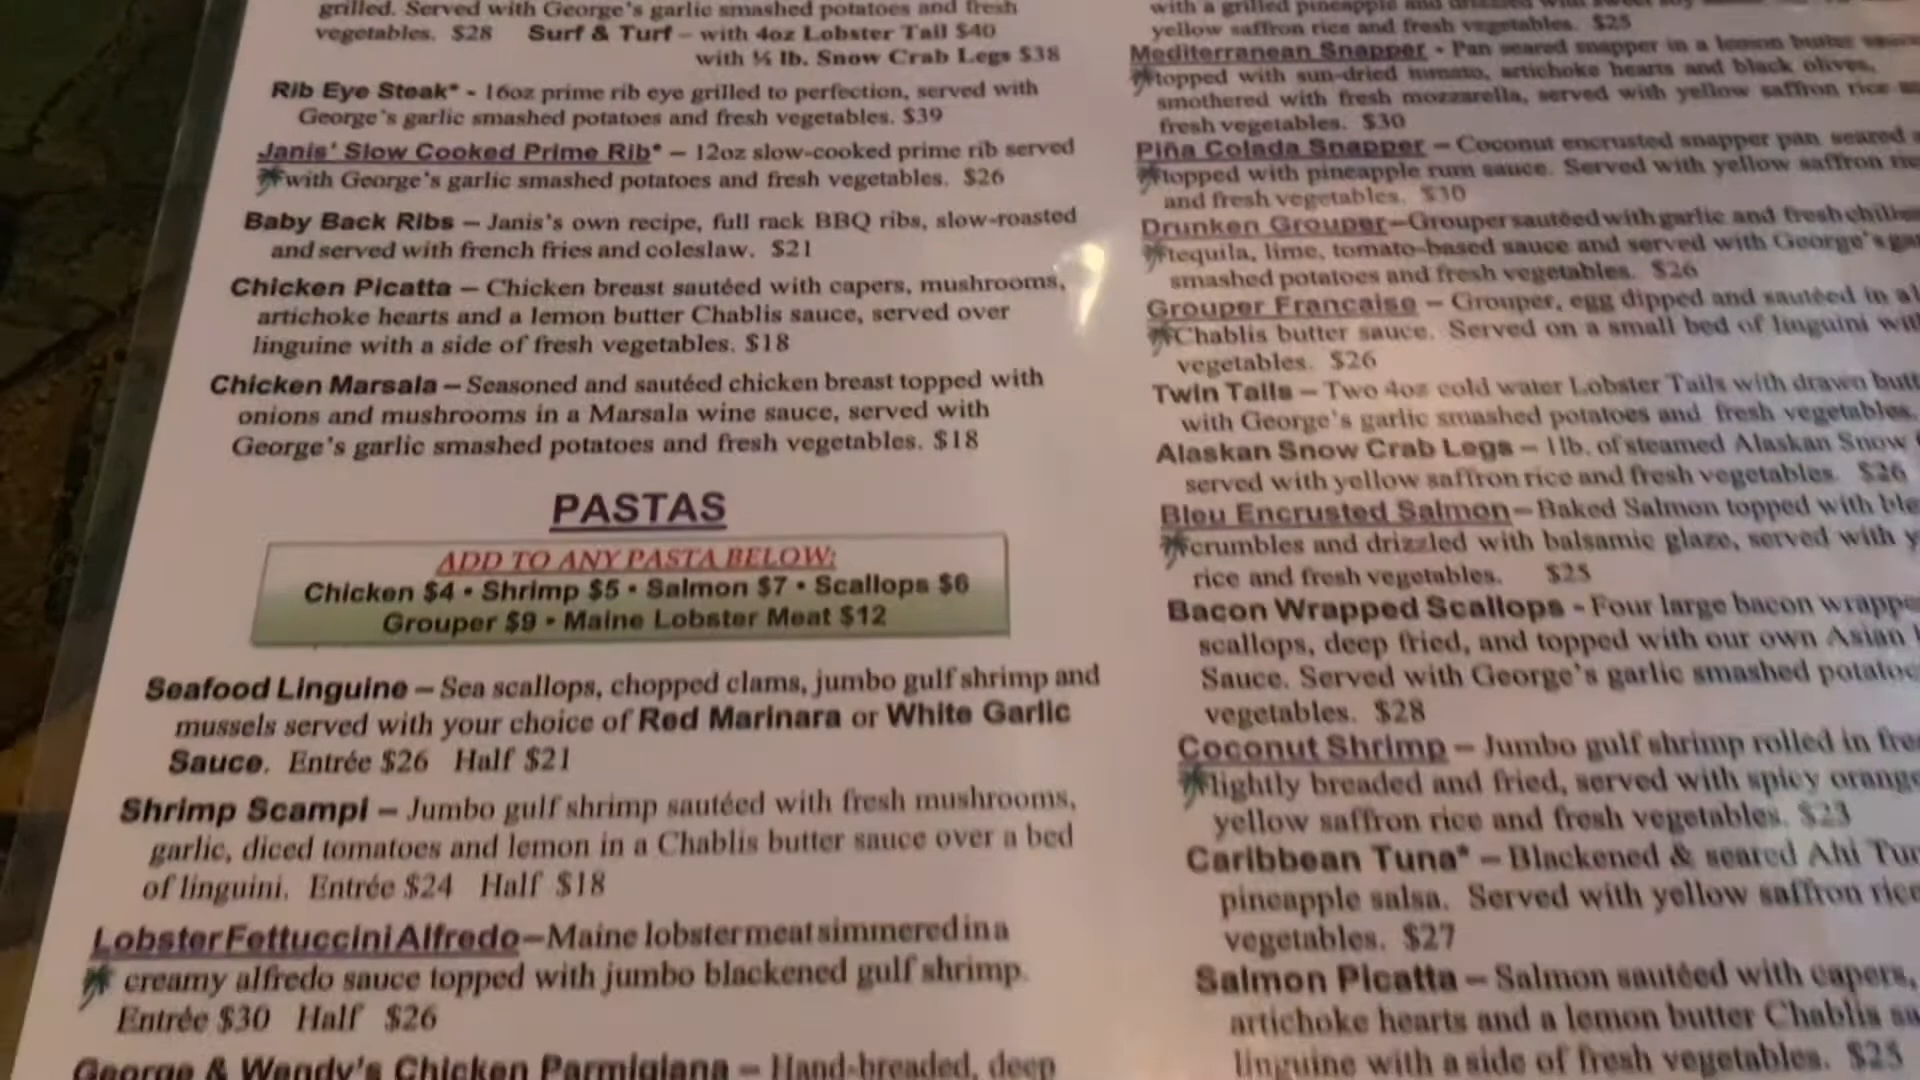 grilled. Served with George's garlic smashed potatoes and fresh
vegetables. $28 Surf & Turf – with 4oz Lobster Tail $40
with ½ lb. Snow Crab Legs $38
Rib Eye Steak* - 16oz prime rib eye grilled to perfection, served with
George's garlic smashed potatoes and fresh vegetables. $39
Janis' Slow Cooked Prime Rib* – 12oz slow-cooked prime rib served
with George's garlic smashed potatoes and fresh vegetables. $26
Baby Back Ribs – Janis's own recipe, full rack BBQ ribs, slow-roasted
and served with french fries and coleslaw. $21
Chicken Picatta – Chicken breast sautéed with capers, mushrooms,
artichoke hearts and a lemon butter Chablis sauce, served over
linguine with a side of fresh vegetables. $18
Chicken Marsala – Seasoned and sautéed chicken breast topped with
onions and mushrooms in a Marsala wine sauce, served with
George's garlic smashed potatoes and fresh vegetables. $18
PASTAS
ADD TO ANY PASTA BELOW:
Chicken $4 • Shrimp $5 • Salmon $7 • Scallops $6
Grouper $9 • Maine Lobster Meat $12
Seafood Linguine – Sea scallops, chopped clams, jumbo gulf shrimp and
mussels served with your choice of Red Marinara or White Garlic
Sauce. Entrée $26 Half $21
Shrimp Scampi – Jumbo gulf shrimp sautéed with fresh mushrooms,
garlic, diced tomatoes and lemon in a Chablis butter sauce over a bed
of linguini. Entrée $24 Half $18
Lobster Fettuccini Alfredo – Maine lobster meat simmered in a
creamy alfredo sauce topped with jumbo blackened gulf shrimp.
Entrée $30 Half $26
George & Wendy's Chicken Parmigiana – Hand-breaded, deep
with a grilled pineapple and drizzled with sweet soy
yellow saffron rice and fresh vegetables. $25
Mediterranean Snapper - Pan seared snapper in a lemon butter sauce
topped with sun-dried tomato, artichoke hearts and black olives,
smothered with fresh mozzarella, served with yellow saffron rice
fresh vegetables. $30
Piña Colada Snapper – Coconut encrusted snapper pan seared
topped with pineapple rum sauce. Served with yellow saffron
and fresh vegetables. $30
Drunken Grouper – Grouper sautéed with garlic and fresh
tequila, lime, tomato-based sauce and served with George's
smashed potatoes and fresh vegetables. $26
Grouper Francaise – Grouper, egg dipped and sautéed in a
Chablis butter sauce. Served on a small bed of linguini
vegetables. $26
Twin Tails – Two 4oz cold water Lobster Tails with drawn
with George's garlic smashed potatoes and fresh vegetables.
Alaskan Snow Crab Legs – 1lb. of steamed Alaskan Snow
served with yellow saffron rice and fresh vegetables. $26
Bleu Encrusted Salmon – Baked Salmon topped with
crumbles and drizzled with balsamic glaze, served with
rice and fresh vegetables. $25
Bacon Wrapped Scallops - Four large bacon
scallops, deep fried, and topped with our own Asian
Sauce. Served with George's garlic smashed
vegetables. $28
Coconut Shrimp – Jumbo gulf shrimp rolled in
lightly breaded and fried, served with spicy orange
yellow saffron rice and fresh vegetables. $23
Caribbean Tuna* – Blackened & seared Ahi
pineapple salsa. Served with yellow saffron rice
vegetables. $27
Salmon Picatta – Salmon sautéed with capers,
artichoke hearts and a lemon butter Chablis
linguine with a side of fresh vegetables. $25